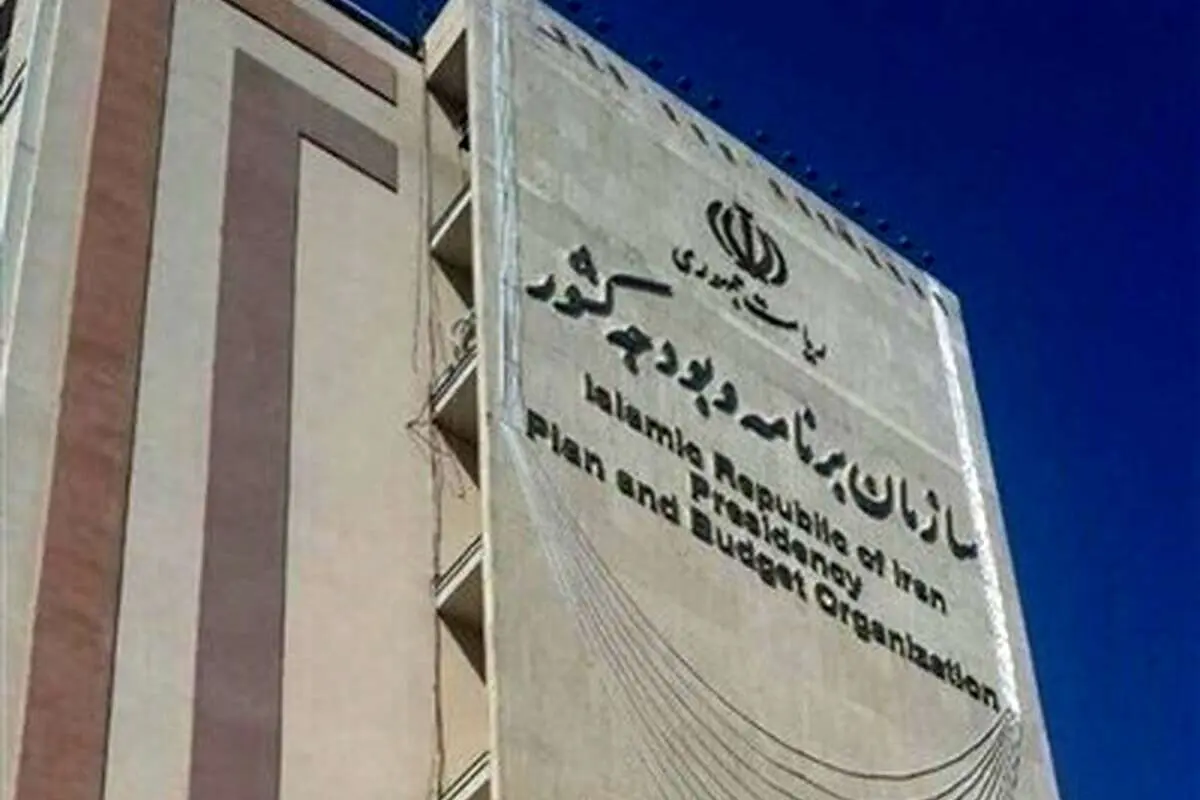 ریاست جمهوری
سازمان برنامه و بودجه کشور
Islamic Republic of Iran
Presidency
Plan and Budget Organization